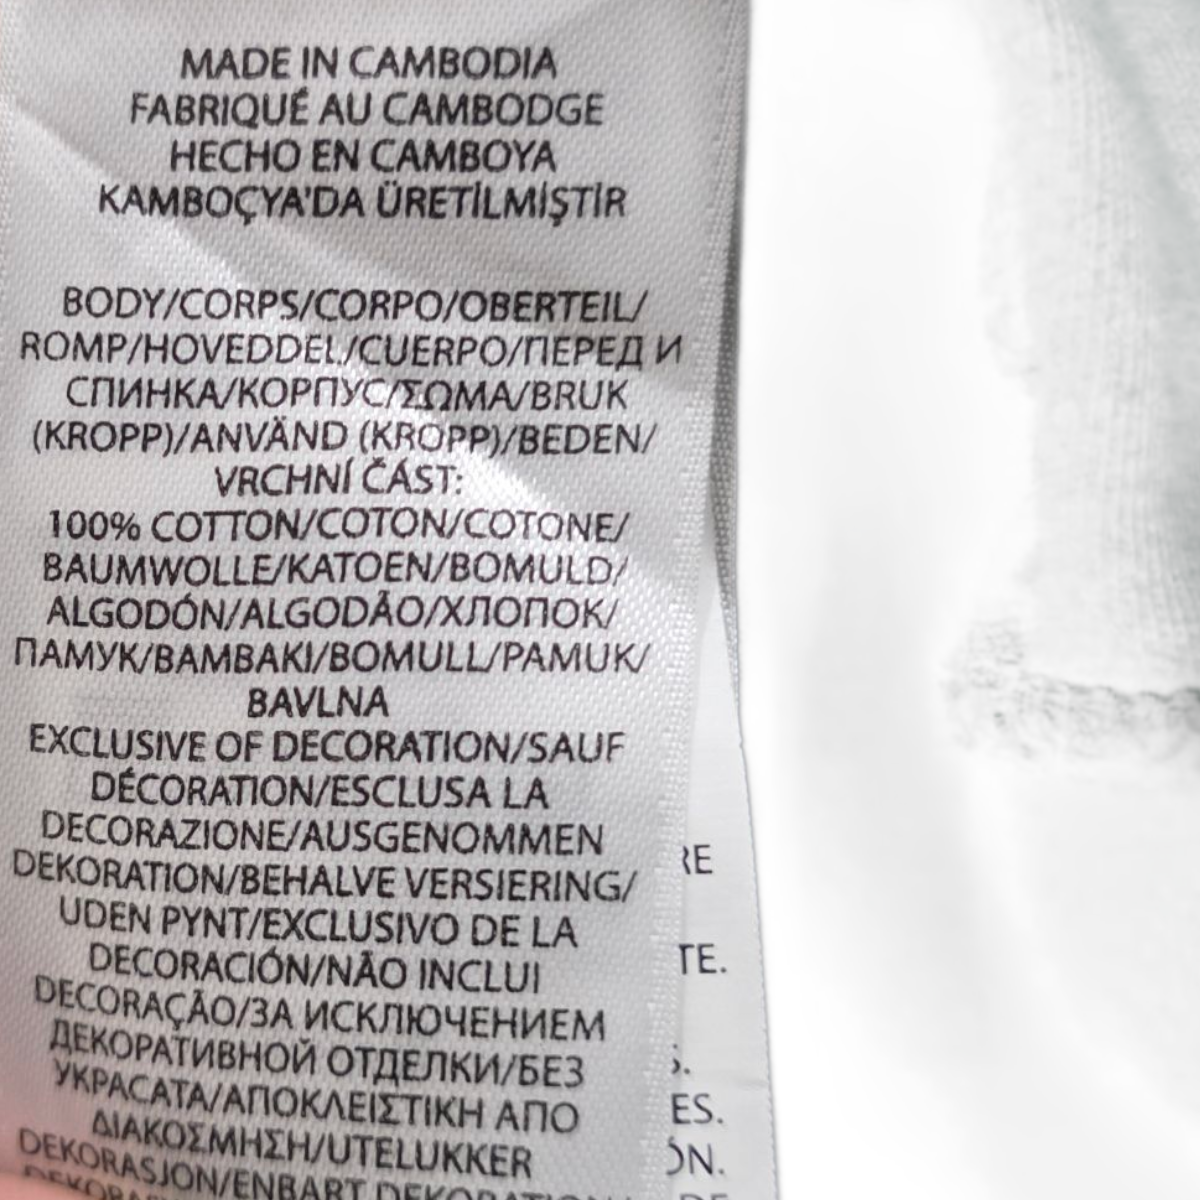 MADE IN CAMBODIA
FABRIQUÉ AU CAMBODGE
HECHO EN CAMBOYA
KAMBOÇYA'DA ÜRETİLMİŞTİR
BODY/CORPS/CORPO/OBERTEIL/
ROMP/HOVEDDEL/CUERPO/ПЕРЕД И
СПИНКА/КОРПУС/ΣΩΜΑ/BRUK
(KROPP)/ANVÄND (KROPP)/BEDEN/
VRCHNÍ ČÁST:
100% COTTON/COTON/COTONE/
BAUMWOLLE/KATOEN/BOMULD/
ALGODÓN/ALGODÃO/ХЛОПОК/
ПАМУК/BAMBAKI/BOMULL/PAMUK/
BAVLNA
EXCLUSIVE OF DECORATION/SAUF
DÉCORATION/ESCLUSA LA
DECORAZIONE/AUSGENOMMEN
DEKORATION/BEHALVE VERSIERING/
UDEN PYNT/EXCLUSIVO DE LA
DECORACIÓN/NÃO INCLUI
DECORAÇÃO/ЗА ИСКЛЮЧЕНИЕМ
ДЕКОРАТИВНОЙ ОТДЕЛКИ/БЕЗ
УКРАСАТА/ΑΠΟΚΛΕΙΣΤΙΚΗ ΑΠΟ
ΔΙΑΚΟΣΜΗΣΗ/UTELUKKER
DEKORASJON/ENBART DEKORATION/